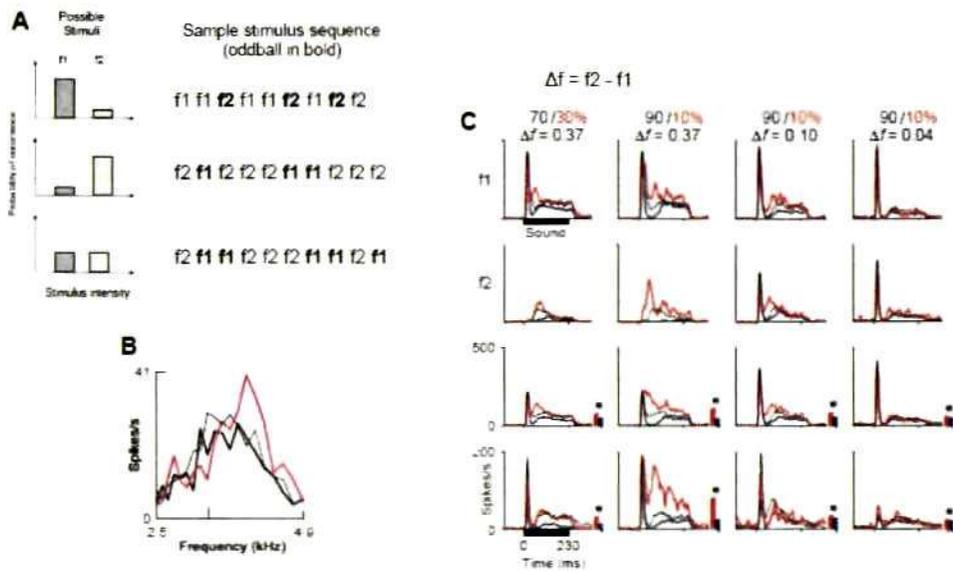 A
Possible
Stimuli
f1 f2
Sample stimulus sequence
(oddball in bold)
f1 f1 f2 f1 f1 f2 f1 f2 f2
f2 f1 f2 f2 f2 f1 f1 f2 f2 f2
f2 f1 f1 f2 f2 f2 f1 f1 f2 f1
Probability of
Stimulus intensity
Δf = f2 - f1
C
70 /30% 90 /10% 90 /10% 90 /10%
Δf = 0.37 Δf = 0.37 Δf = 0.10 Δf = 0.04
f1
Sound
f2
500
0
Spikes/s
0
0 230
Time (ms)
B
41
Spikes/s
0
2.5 4.9
Frequency (kHz)